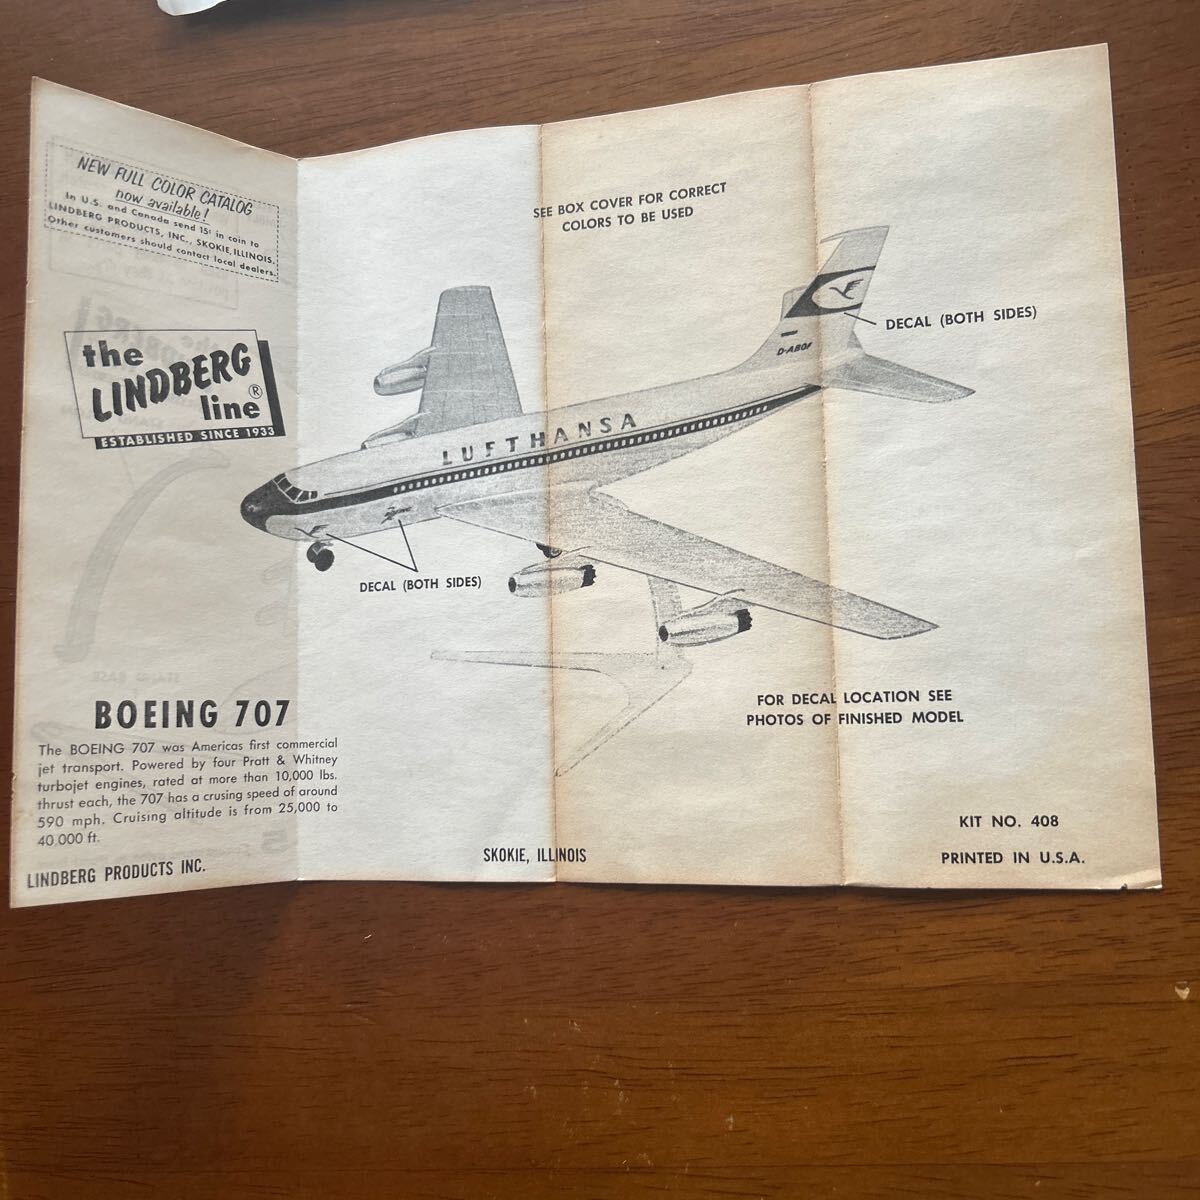 NEW FULL COLOR CATALOG
now available!
In U.S. and Canada send 15¢ in coin to
LINDBERG PRODUCTS, INC., SKOKIE, ILLINOIS.
Other customers should contact local dealers.
the
LINDBERG
line®
ESTABLISHED SINCE 1933
SEE BOX COVER FOR CORRECT
COLORS TO BE USED
DECAL (BOTH SIDES)
D-ABOF
LUFTHANSA
DECAL (BOTH SIDES)
BOEING 707
The BOEING 707 was Americas first commercial
jet transport. Powered by four Pratt & Whitney
turbojet engines, rated at more than 10,000 lbs.
thrust each, the 707 has a crusing speed of around
590 mph. Cruising altitude is from 25,000 to
40,000 ft.
FOR DECAL LOCATION SEE
PHOTOS OF FINISHED MODEL
LINDBERG PRODUCTS INC.
SKOKIE, ILLINOIS
KIT NO. 408
PRINTED IN U.S.A.